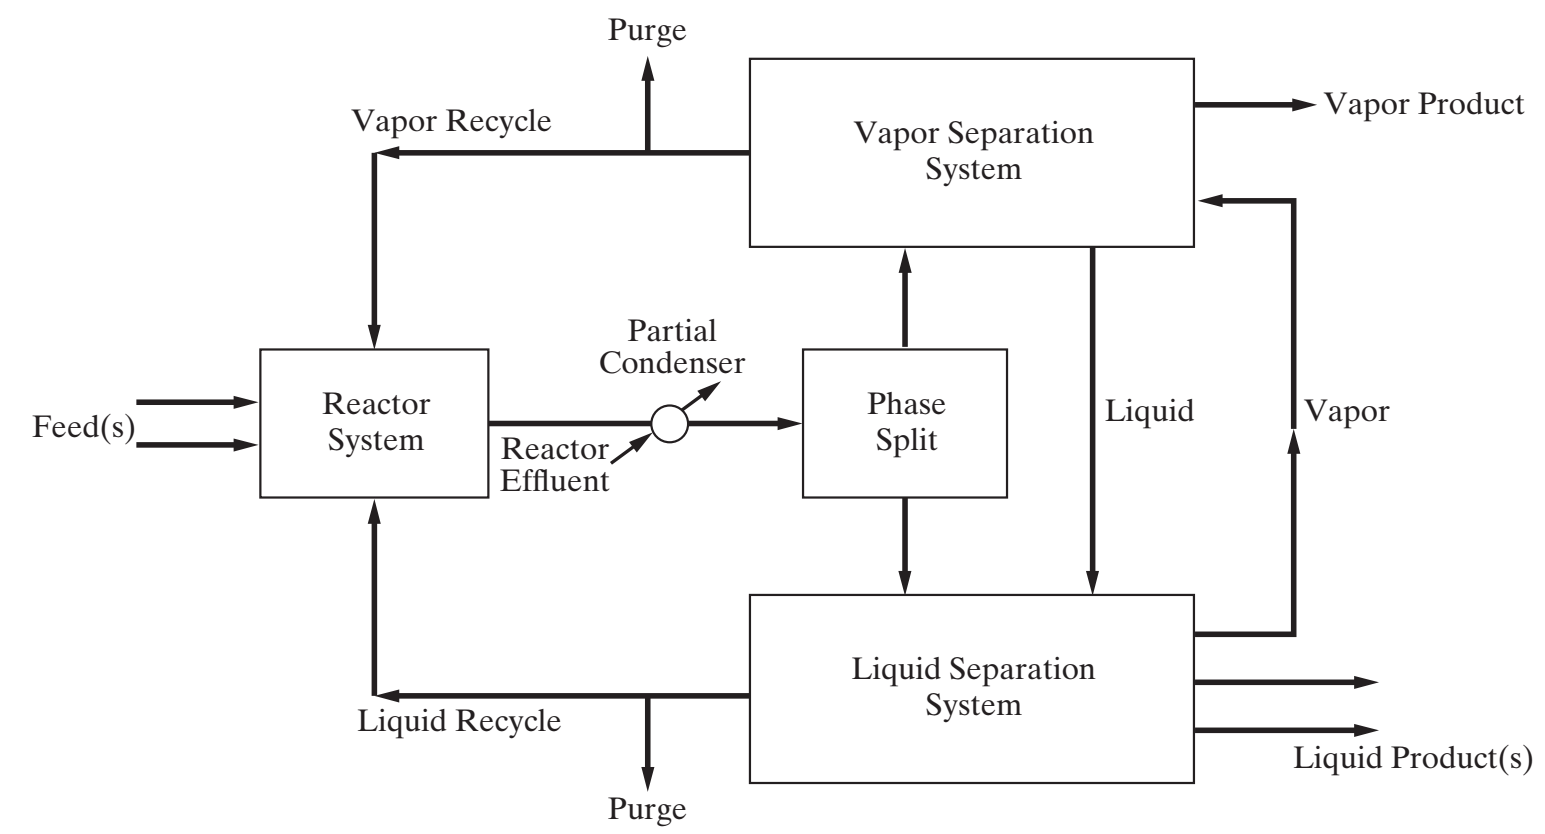 Purge
Vapor Recycle
Vapor Separation
System
Vapor Product
Partial
Condenser
Feed(s)
Reactor
System
Reactor
Effluent
Phase
Split
Liquid
Vapor
Liquid Separation
System
Liquid Recycle
Liquid Product(s)
Purge